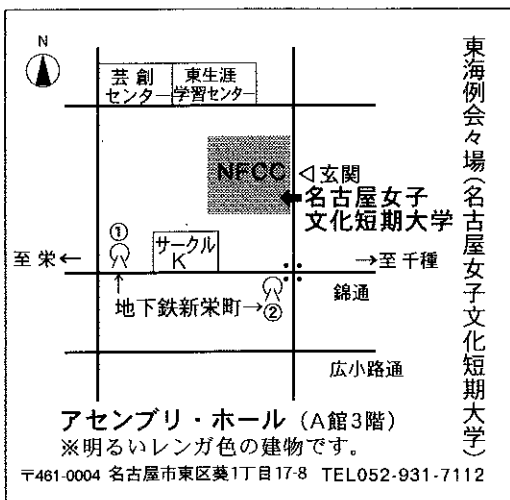 東海例会々場（名古屋女子文化短期大学）
N
芸創
センター
東生涯
学習センター
NFCC
◁玄関
名古屋女子
文化短期大学
①
サークル
K
至栄←
→至千種
地下鉄新栄町→②
錦通
広小路通
アセンブリ・ホール（A館3階）
※明るいレンガ色の建物です。
〒461-0004 名古屋市東区葵1丁目17-8 TEL052-931-7112